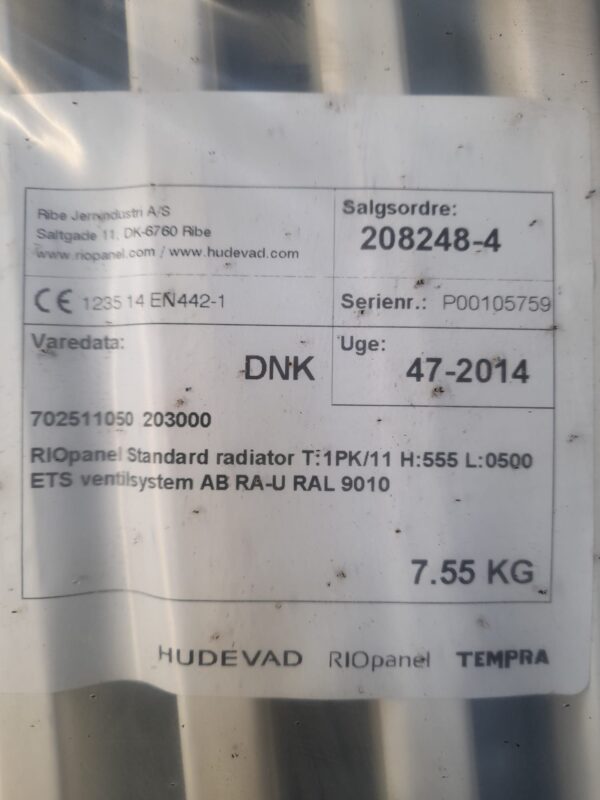 Ribe Jernindustri A/S
Saltgade 11, DK-6760 Ribe
www.riopanel.com / www.hudevad.com
Salgsordre:
208248-4
CE 1235 14 EN442-1
Serienr.: P00105759
Varedata:
DNK
Uge:
47-2014
702511050 203000
RIOpanel Standard radiator T:1PK/11 H:555 L:0500
ETS ventilsystem AB RA-U RAL 9010
7.55 KG
HUDEVAD RIOpanel TEMPRA